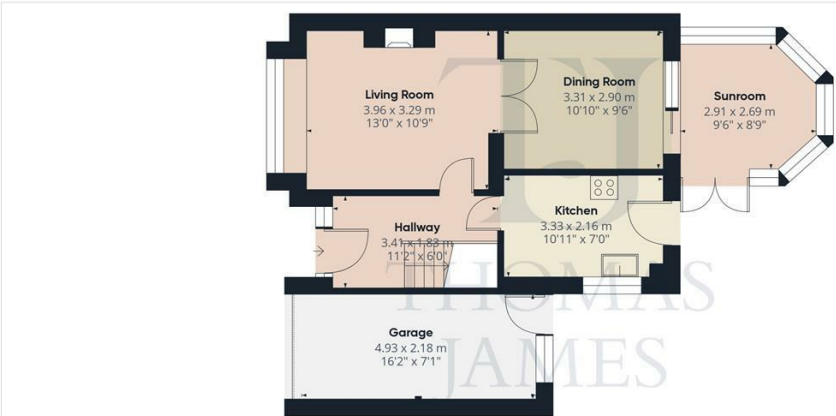 Living Room
3.96 x 3.29 m
13'0" x 10'9"
Dining Room
3.31 x 2.90 m
10'10" x 9'6"
Sunroom
2.91 x 2.69 m
9'6" x 8'9"
Hallway
3.41 x 1.83 m
11'2" x 6'0"
Kitchen
3.33 x 2.16 m
10'11" x 7'0"
Garage
4.93 x 2.18 m
16'2" x 7'1"
TJ
THOMAS
JAMES